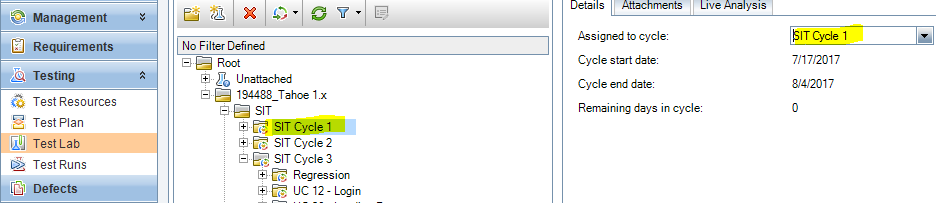 Management
Requirements
Testing
Test Resources
Test Plan
Test Lab
Test Runs
Defects
No Filter Defined
Root
Unattached
194488_Tahoe 1.x
SIT
SIT Cycle 1
SIT Cycle 2
SIT Cycle 3
Regression
UC 12 - Login
Details Attachments Live Analysis
Assigned to cycle: SIT Cycle 1
Cycle start date: 7/17/2017
Cycle end date: 8/4/2017
Remaining days in cycle: 0